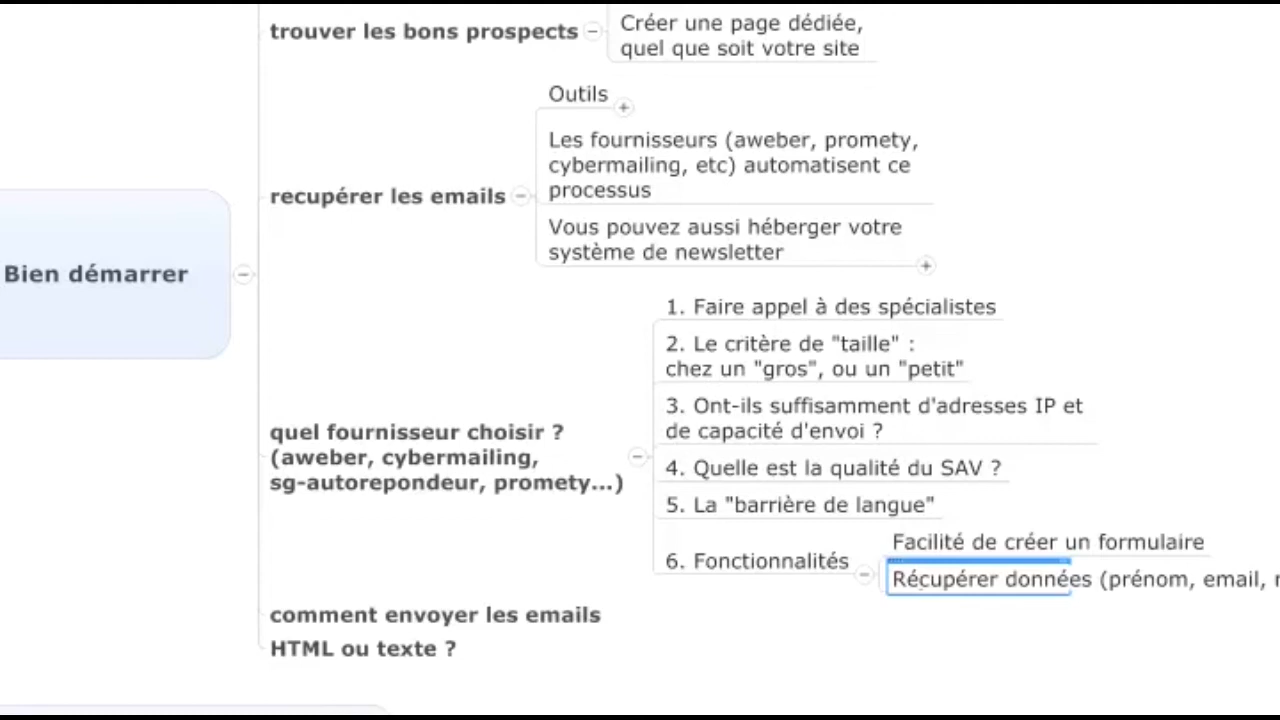 trouver les bons prospects
Créer une page dédiée,
quel que soit votre site
Outils
Les fournisseurs (aweber, promety,
cybermailing, etc) automatisent ce
processus
recupérer les emails
Vous pouvez aussi héberger votre
système de newsletter
Bien démarrer
1. Faire appel à des spécialistes
2. Le critère de "taille" :
chez un "gros", ou un "petit"
3. Ont-ils suffisamment d'adresses IP et
de capacité d'envoi ?
quel fournisseur choisir ?
(aweber, cybermailing,
sg-autorepondeur, promety...)
4. Quelle est la qualité du SAV ?
5. La "barrière de langue"
6. Fonctionnalités
Facilité de créer un formulaire
Récupérer données (prénom, email,
comment envoyer les emails
HTML ou texte ?